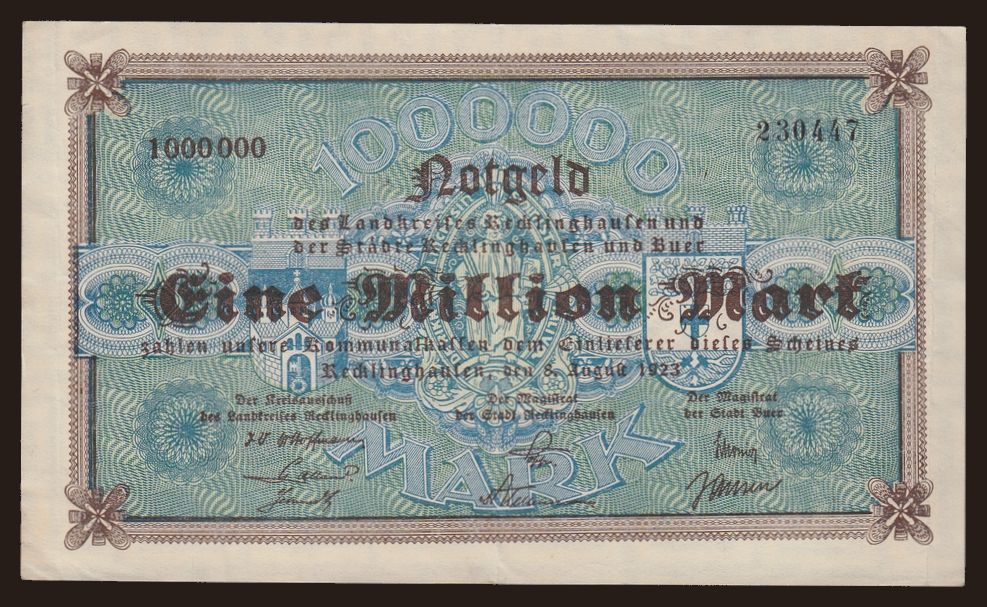 1000000
1000000
230447
Notgeld
des Landkreises Recklinghausen und
der Städte Recklinghausen und Buer
Eine Million Mark
zahlen unsere Kommunalkassen dem Einlieferer dieses Scheines
Recklinghausen, den 8. August 1923
Der Kreisausschuß
des Landkreises Recklinghausen
Der Magistrat
der Stadt Recklinghausen
Der Magistrat
der Stadt Buer
Jansen
MARK